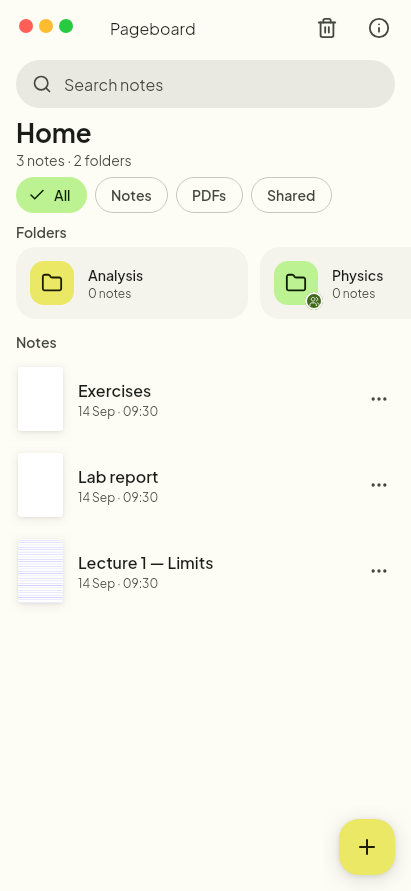 Pageboard
Search notes
Home
3 notes · 2 folders
All
Notes
PDFs
Shared
Folders
Analysis
0 notes
Physics
0 notes
Notes
Exercises
14 Sep · 09:30
Lab report
14 Sep · 09:30
Lecture 1 — Limits
14 Sep · 09:30